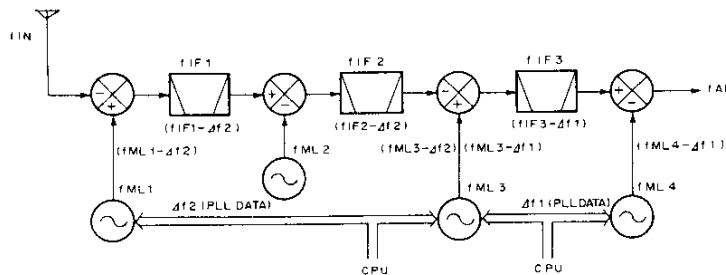 fIN
fIF1
fIF2
fIF3
fAF
(fIF1-Δf2)
(fIF2-Δf2)
(fIF3-Δf1)
(fML1-Δf2)
fML2
(fML3-Δf2)
(fML3-Δf1)
(fML4-Δf1)
fML1
fML3
fML4
Δf2 (PLL DATA)
Δf1 (PLL DATA)
CPU
CPU